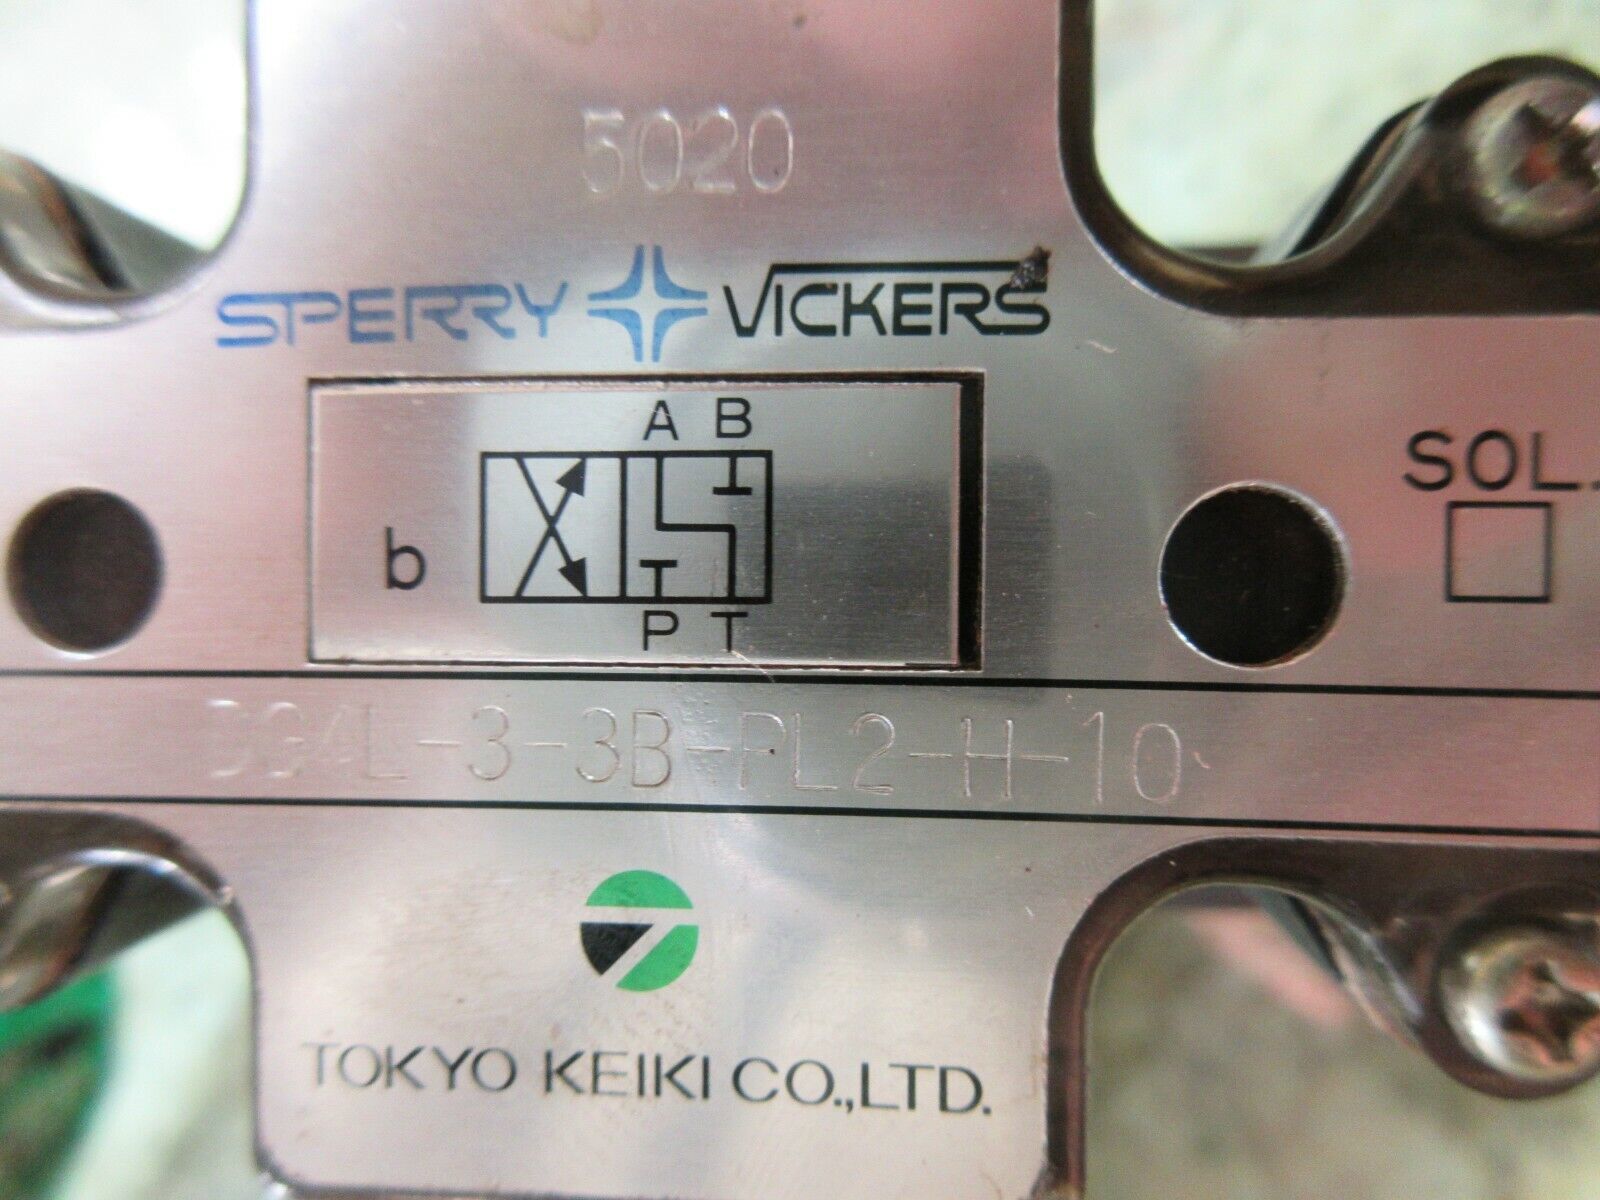 5020
SPERRY VICKERS
A B
b
P T
SOL.
DG4L-3-3B-PL2-H-10
TOKYO KEIKI CO.,LTD.